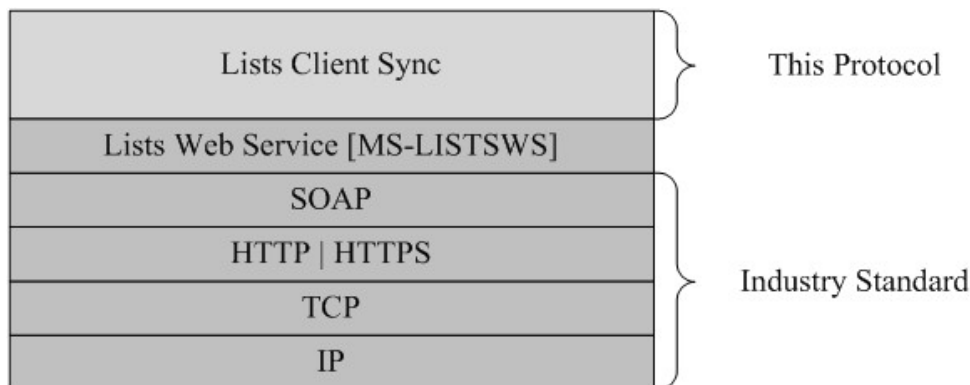 Lists Client Sync
This Protocol
Lists Web Service [MS-LISTSWS]
SOAP
HTTP | HTTPS
Industry Standard
TCP
IP